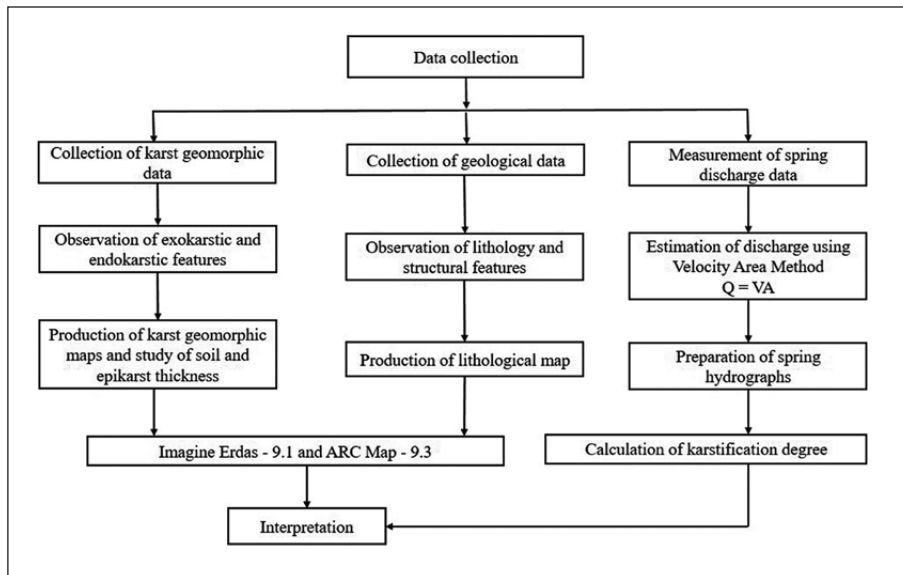 Data collection
Collection of karst geomorphic
data
Collection of geological data
Measurement of spring
discharge data
Observation of exokarstic and
endokarstic features
Observation of lithology and
structural features
Estimation of discharge using
Velocity Area Method
Q = VA
Production of karst geomorphic
maps and study of soil and
epikarst thickness
Production of lithological map
Preparation of spring
hydrographs
Imagine Erdas - 9.1 and ARC Map - 9.3
Calculation of karstification degree
Interpretation